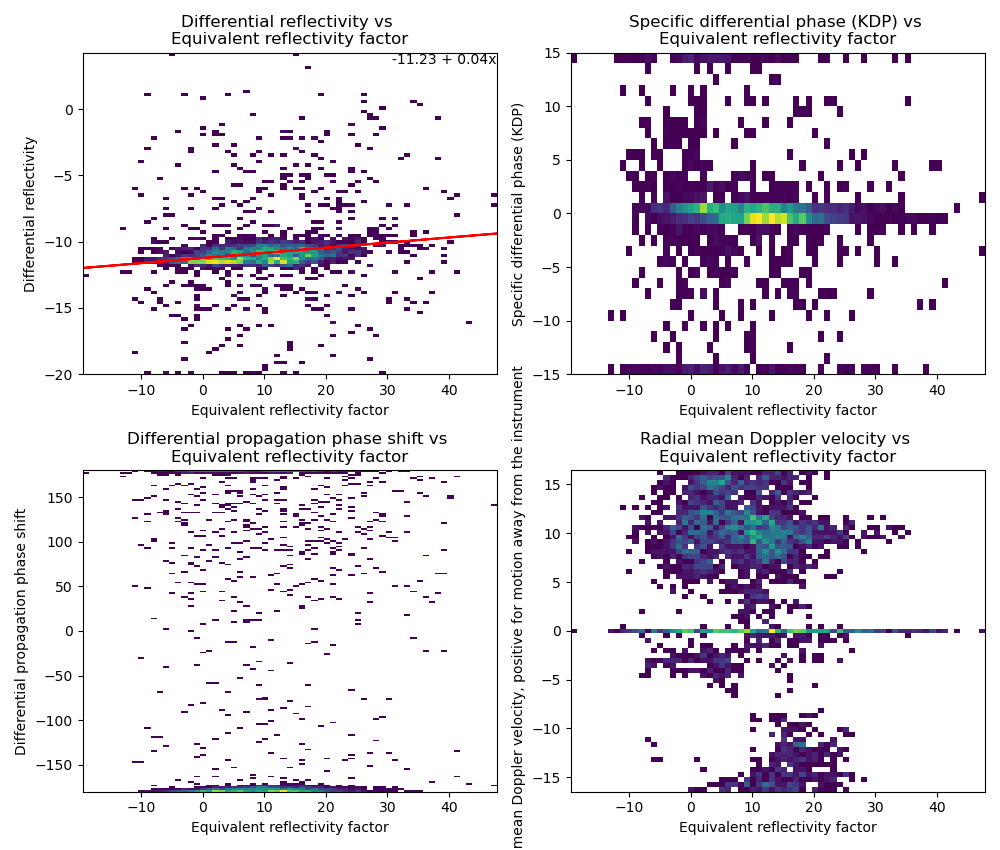 Differential reflectivity vs
Equivalent reflectivity factor
-11.23 + 0.04x
Differential reflectivity
0
−5
−10
−15
−20
−10
0
10
20
30
40
Equivalent reflectivity factor
Specific differential phase (KDP) vs
Equivalent reflectivity factor
Specific differential phase (KDP)
15
10
5
0
−5
−10
−15
−10
0
10
20
30
40
Equivalent reflectivity factor
Differential propagation phase shift vs
Equivalent reflectivity factor
Differential propagation phase shift
150
100
50
0
−50
−100
−150
−10
0
10
20
30
40
Equivalent reflectivity factor
Radial mean Doppler velocity vs
Equivalent reflectivity factor
mean Doppler velocity, positive for motion away from the instrument
15
10
5
0
−5
−10
−15
−10
0
10
20
30
40
Equivalent reflectivity factor